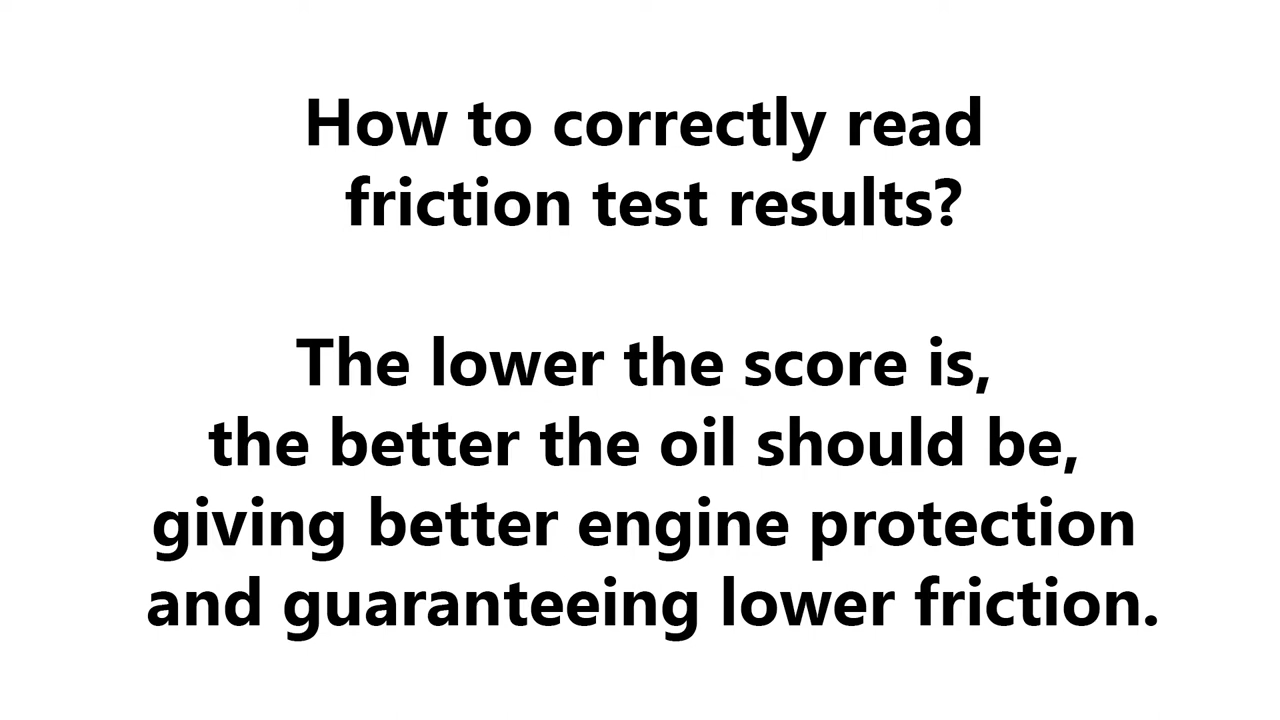 How to correctly read
friction test results?
The lower the score is,
the better the oil should be,
giving better engine protection
and guaranteeing lower friction.